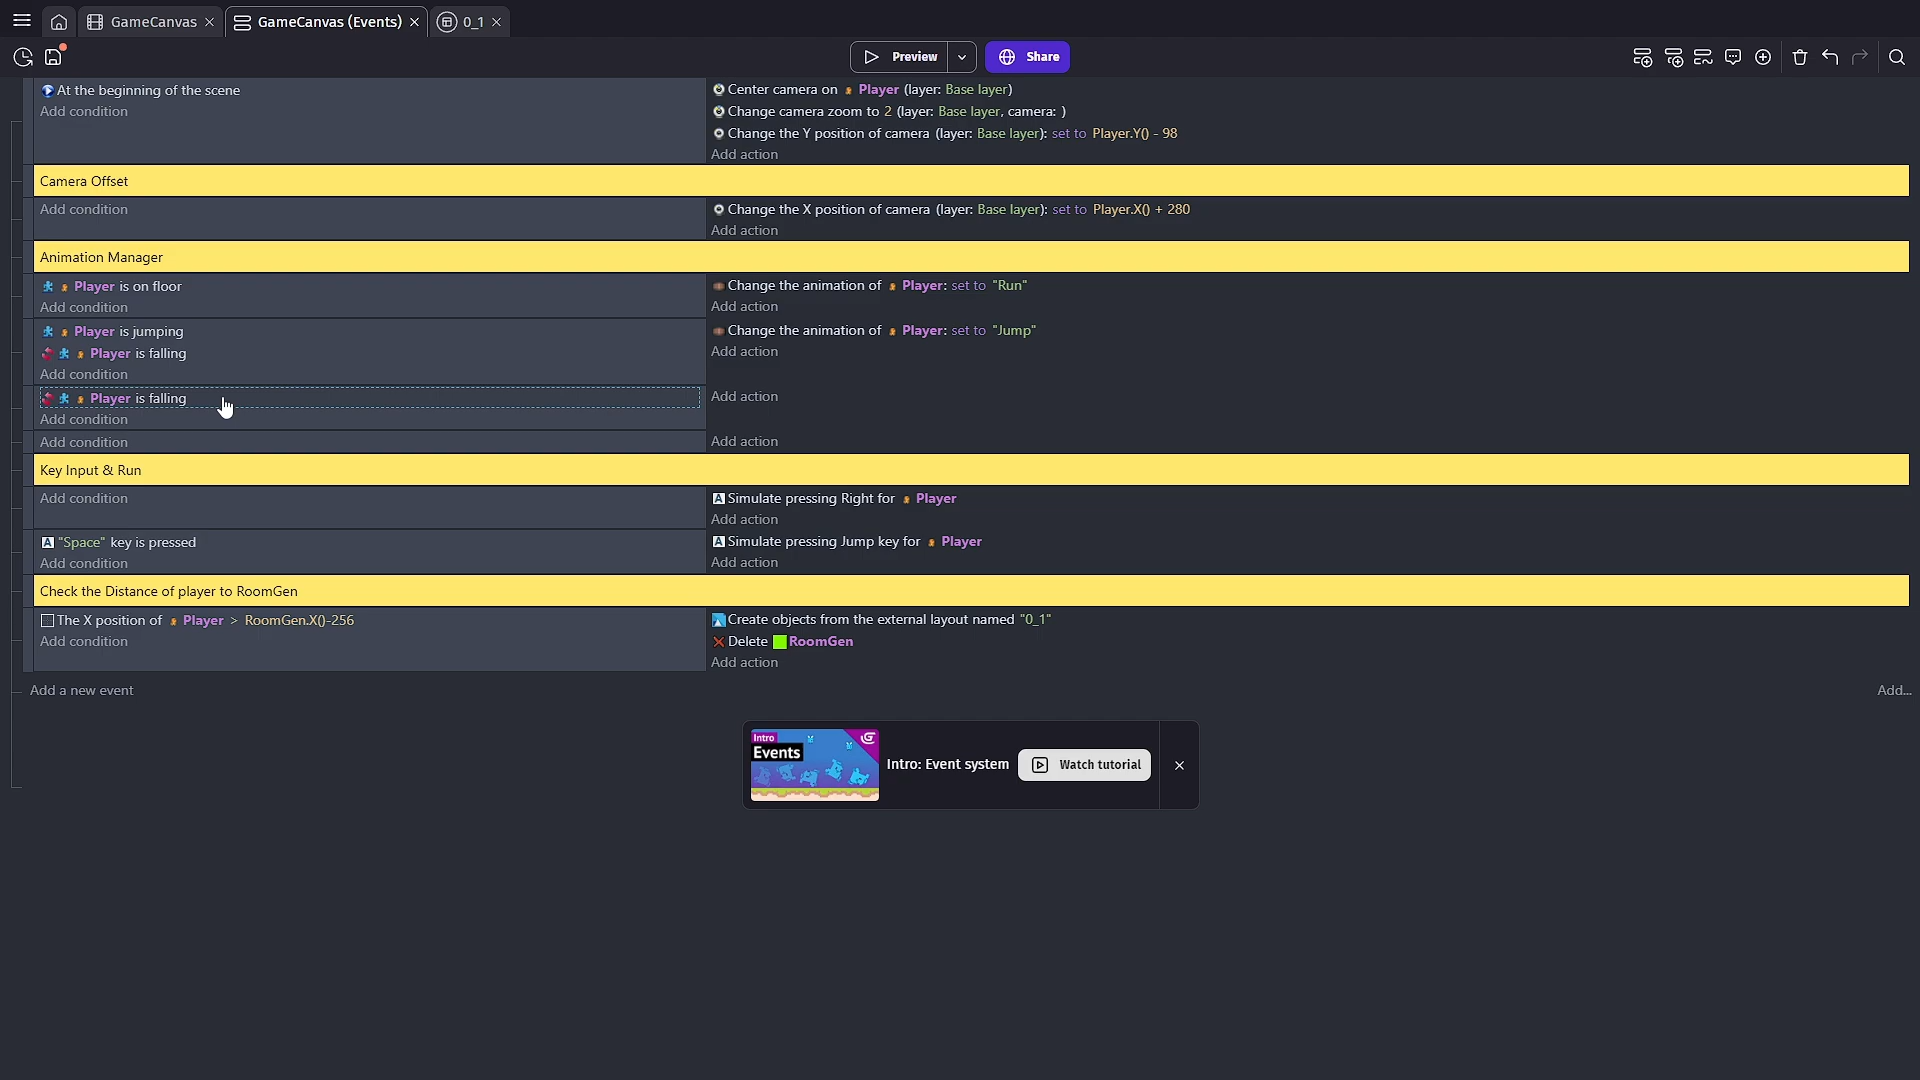 GameCanvas
GameCanvas (Events)
0_1
Preview
Share
At the beginning of the scene
Add condition
Center camera on Player (layer: Base layer)
Change camera zoom to 2 (layer: Base layer, camera: )
Change the Y position of camera (layer: Base layer): set to Player.Y() - 98
Add action
Camera Offset
Add condition
Change the X position of camera (layer: Base layer): set to Player.X() + 280
Add action
Animation Manager
Player is on floor
Add condition
Change the animation of Player: set to "Run"
Add action
Player is jumping
Player is falling
Add condition
Change the animation of Player: set to "Jump"
Add action
Player is falling
Add condition
Add action
Add condition
Add action
Key Input & Run
Add condition
Simulate pressing Right for Player
Add action
A "Space" key is pressed
Add condition
A Simulate pressing Jump key for Player
Add action
Check the Distance of player to RoomGen
The X position of Player > RoomGen.X()-256
Add condition
Create objects from the external layout named "0_1"
Delete RoomGen
Add action
Add a new event
Add...
Intro
Events
Intro: Event system
Watch tutorial